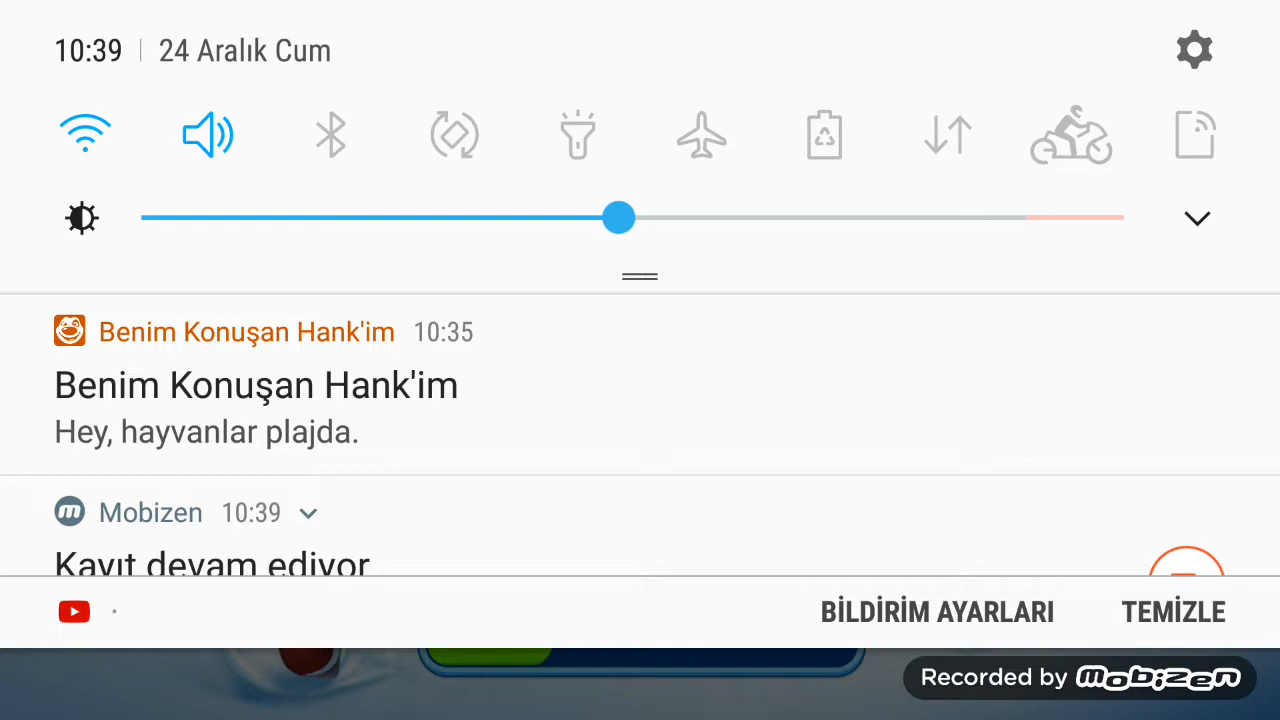 10:39 24 Aralık Cum
Benim Konuşan Hank'im 10:35
Benim Konuşan Hank'im
Hey, hayvanlar plajda.
m Mobizen 10:39
Kayıt devam ediyor
BİLDİRİM AYARLARI TEMİZLE
Recorded by mobizen